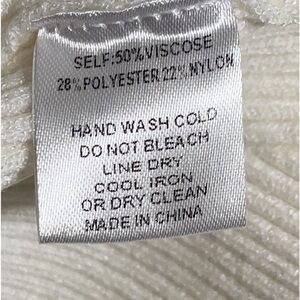 SELF:50%VISCOSE
28%POLYESTER 22%NYLON
HAND WASH COLD
DO NOT BLEACH
LINE DRY
COOL IRON
OR DRY CLEAN
MADE IN CHINA